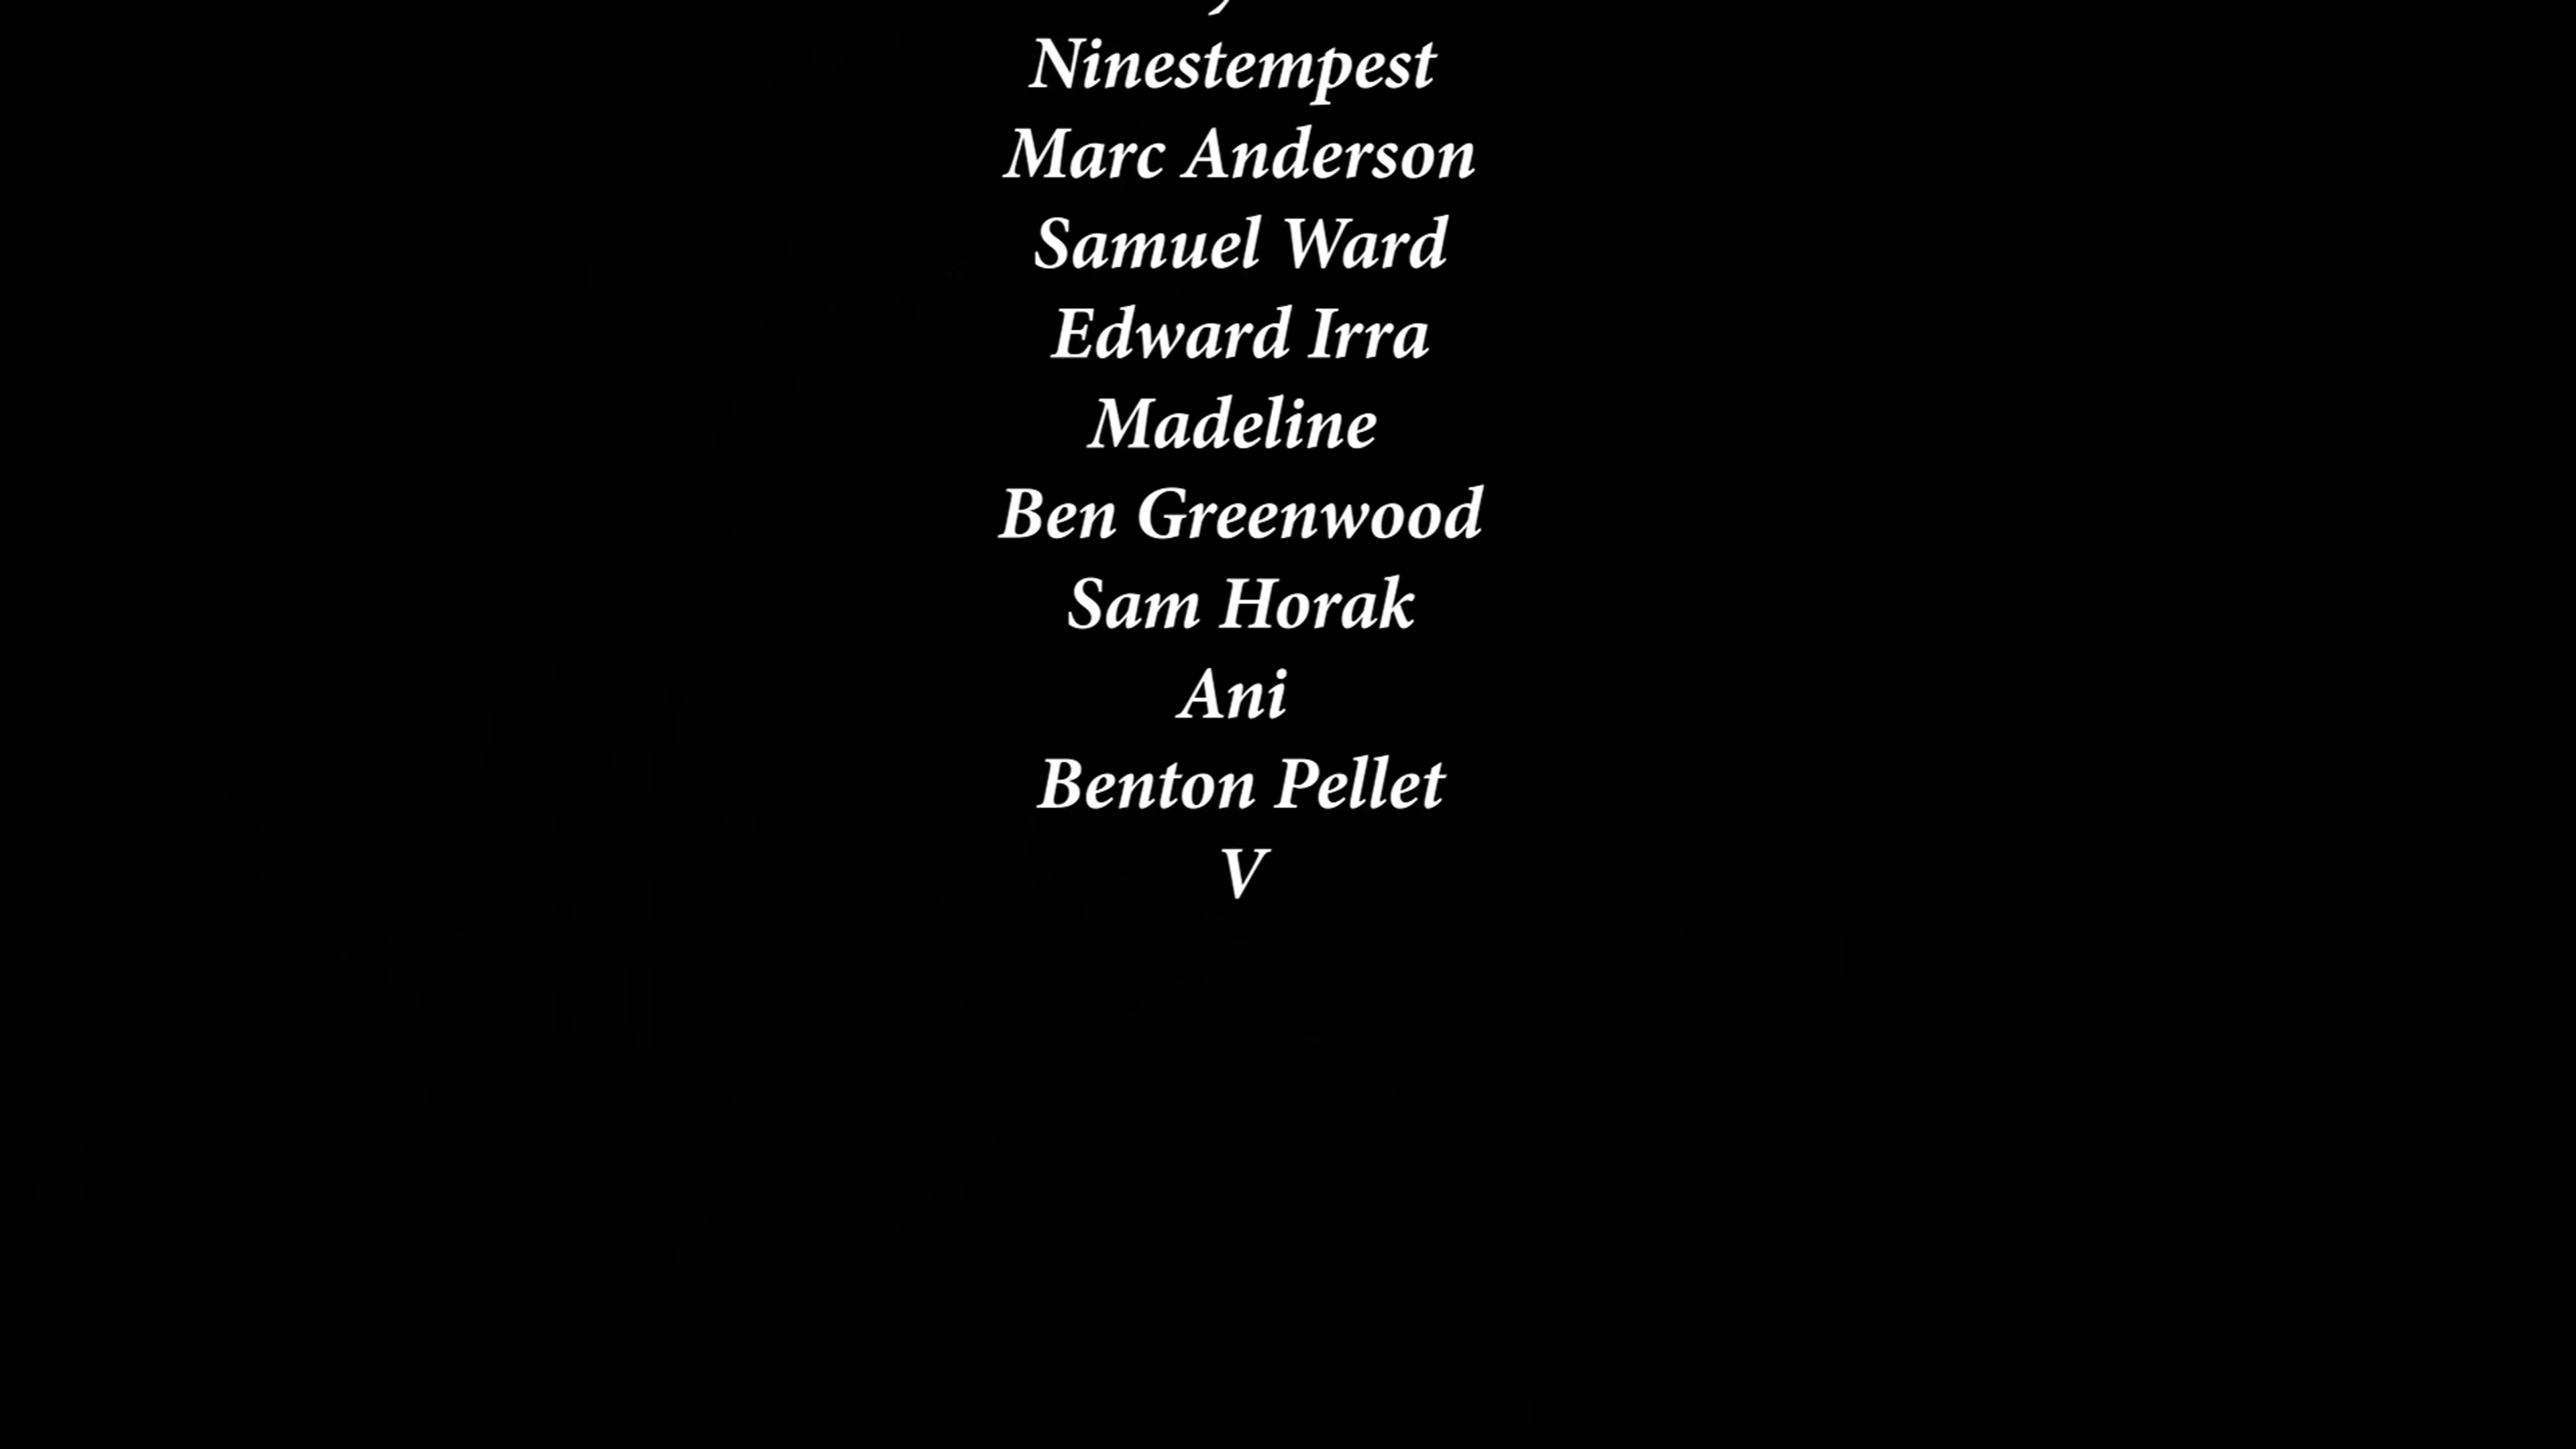 Ninestempest
Marc Anderson
Samuel Ward
Edward Irra
Madeline
Ben Greenwood
Sam Horak
Ani
Benton Pellet
V